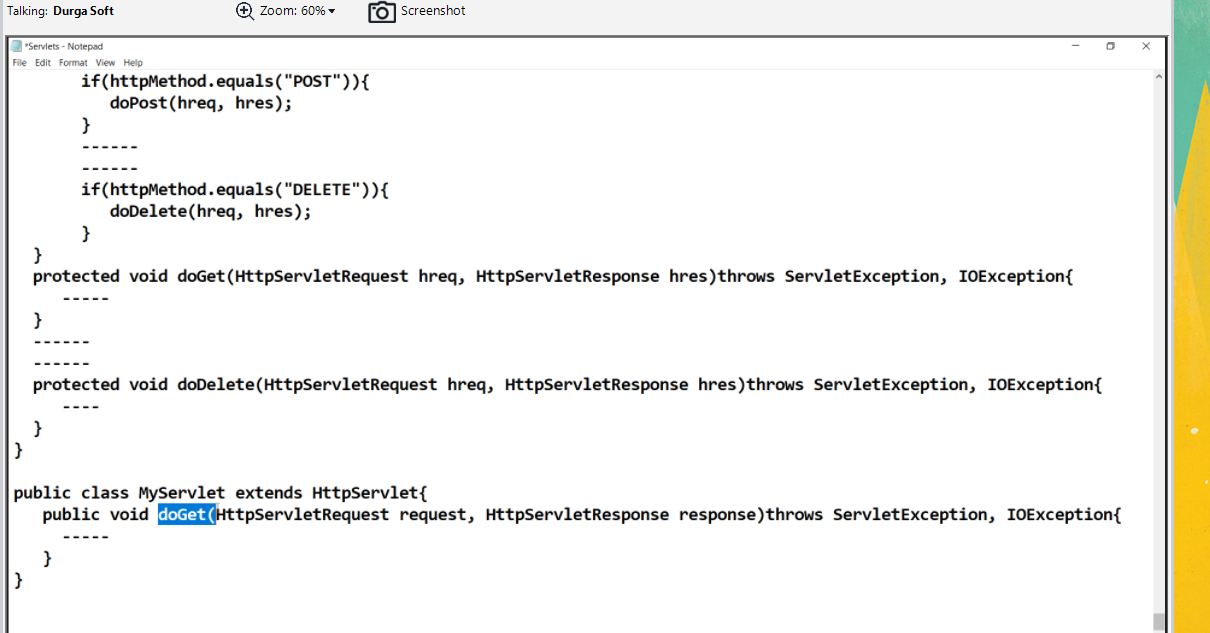 Talking: Durga Soft Zoom: 60% Screenshot
*Servlets - Notepad
File Edit Format View Help
if(httpMethod.equals("POST")){
doPost(hreq, hres);
}
------
------
if(httpMethod.equals("DELETE")){
doDelete(hreq, hres);
}
}
protected void doGet(HttpServletRequest hreq, HttpServletResponse hres)throws ServletException, IOException{
-----
}
------
------
protected void doDelete(HttpServletRequest hreq, HttpServletResponse hres)throws ServletException, IOException{
----
}
}
public class MyServlet extends HttpServlet{
public void doGet(HttpServletRequest request, HttpServletResponse response)throws ServletException, IOException{
-----
}
}